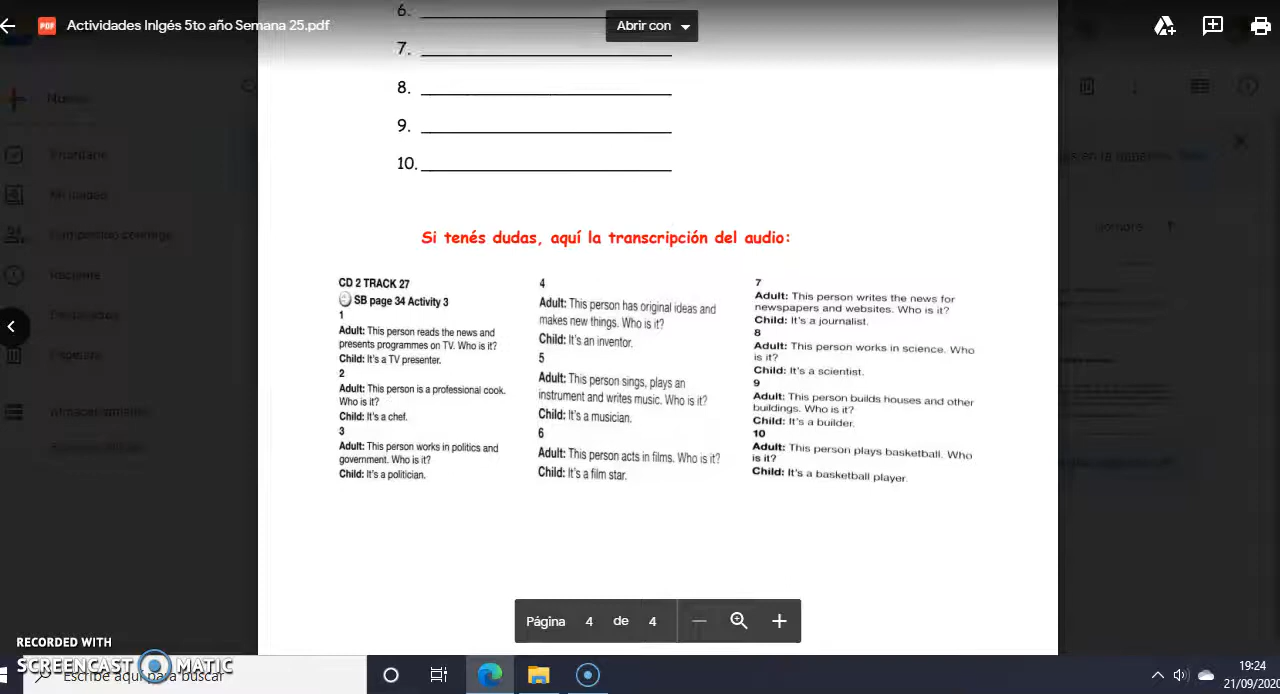 Actividades Inlgés 5to año Semana 25.pdf
Abrir con
6.
7.
8.
9.
10.
Si tenés dudas, aquí la transcripción del audio:
CD 2 TRACK 27
SB page 34 Activity 3
1
Adult: This person reads the news and
presents programmes on TV. Who is it?
Child: It's a TV presenter.
2
Adult: This person is a professional cook.
Who is it?
Child: It's a chef.
3
Adult: This person works in politics and
government. Who is it?
Child: It's a politician.
4
Adult: This person has original ideas and
makes new things. Who is it?
Child: It's an inventor.
5
Adult: This person sings, plays an
instrument and writes music. Who is it?
Child: It's a musician.
6
Adult: This person acts in films. Who is it?
Child: It's a film star.
7
Adult: This person writes the news for
newspapers and websites. Who is it?
Child: It's a journalist.
8
Adult: This person works in science. Who
is it?
Child: It's a scientist.
9
Adult: This person builds houses and other
buildings. Who is it?
Child: It's a builder.
10
Adult: This person plays basketball. Who
is it?
Child: It's a basketball player.
Página 4 de 4
RECORDED WITH
SCREENCAST MATIC
Escribe aquí para buscar
19:24
21/09/2020